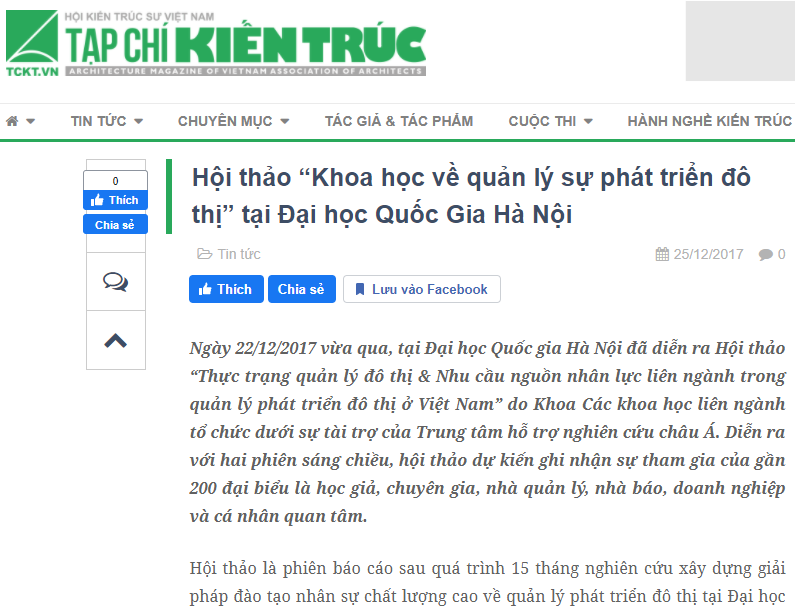 HỘI KIẾN TRÚC SƯ VIỆT NAM
TẠP CHÍ KIẾN TRÚC
TCKT.VN
ARCHITECTURE MAGAZINE OF VIETNAM ASSOCIATION OF ARCHITECTS
TIN TỨC CHUYÊN MỤC TÁC GIẢ & TÁC PHẨM CUỘC THI HÀNH NGHỀ KIẾN TRÚC
0
Thích
Chia sẻ
Hội thảo “Khoa học về quản lý sự phát triển đô
thị” tại Đại học Quốc Gia Hà Nội
Tin tức 25/12/2017 0
Thích Chia sẻ Lưu vào Facebook
Ngày 22/12/2017 vừa qua, tại Đại học Quốc gia Hà Nội đã diễn ra Hội thảo
“Thực trạng quản lý đô thị & Nhu cầu nguồn nhân lực liên ngành trong
quản lý phát triển đô thị ở Việt Nam” do Khoa Các khoa học liên ngành
tổ chức dưới sự tài trợ của Trung tâm hỗ trợ nghiên cứu châu Á. Diễn ra
với hai phiên sáng chiều, hội thảo dự kiến ghi nhận sự tham gia của gần
200 đại biểu là học giả, chuyên gia, nhà quản lý, nhà báo, doanh nghiệp
và cá nhân quan tâm.
Hội thảo là phiên báo cáo sau quá trình 15 tháng nghiên cứu xây dựng giải
pháp đào tạo nhân sự chất lượng cao về quản lý phát triển đô thị tại Đại học